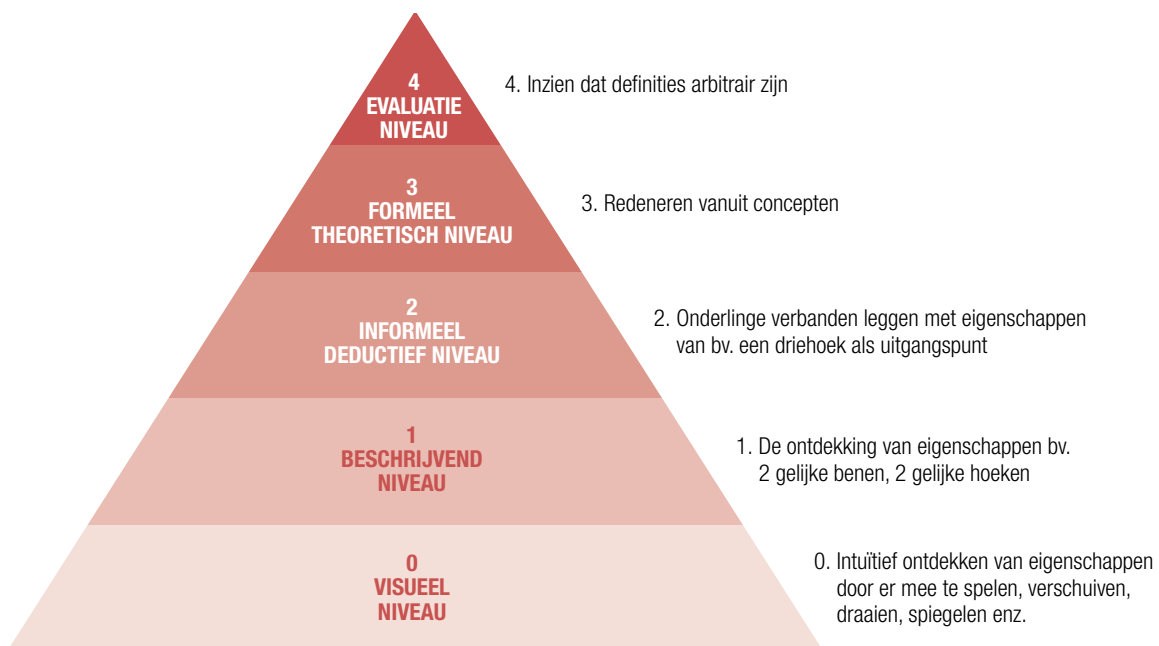 4
EVALUATIE
NIVEAU
4. Inzien dat definities arbitrair zijn
3
FORMEEL
THEORETISCH NIVEAU
3. Redeneren vanuit concepten
2
INFORMEEL
DEDUCTIEF NIVEAU
2. Onderlinge verbanden leggen met eigenschappen
van bv. een driehoek als uitgangspunt
1
BESCHRIJVEND
NIVEAU
1. De ontdekking van eigenschappen bv.
2 gelijke benen, 2 gelijke hoeken
0
VISUEEL
NIVEAU
0. Intuïtief ontdekken van eigenschappen
door er mee te spelen, verschuiven,
draaien, spiegelen enz.